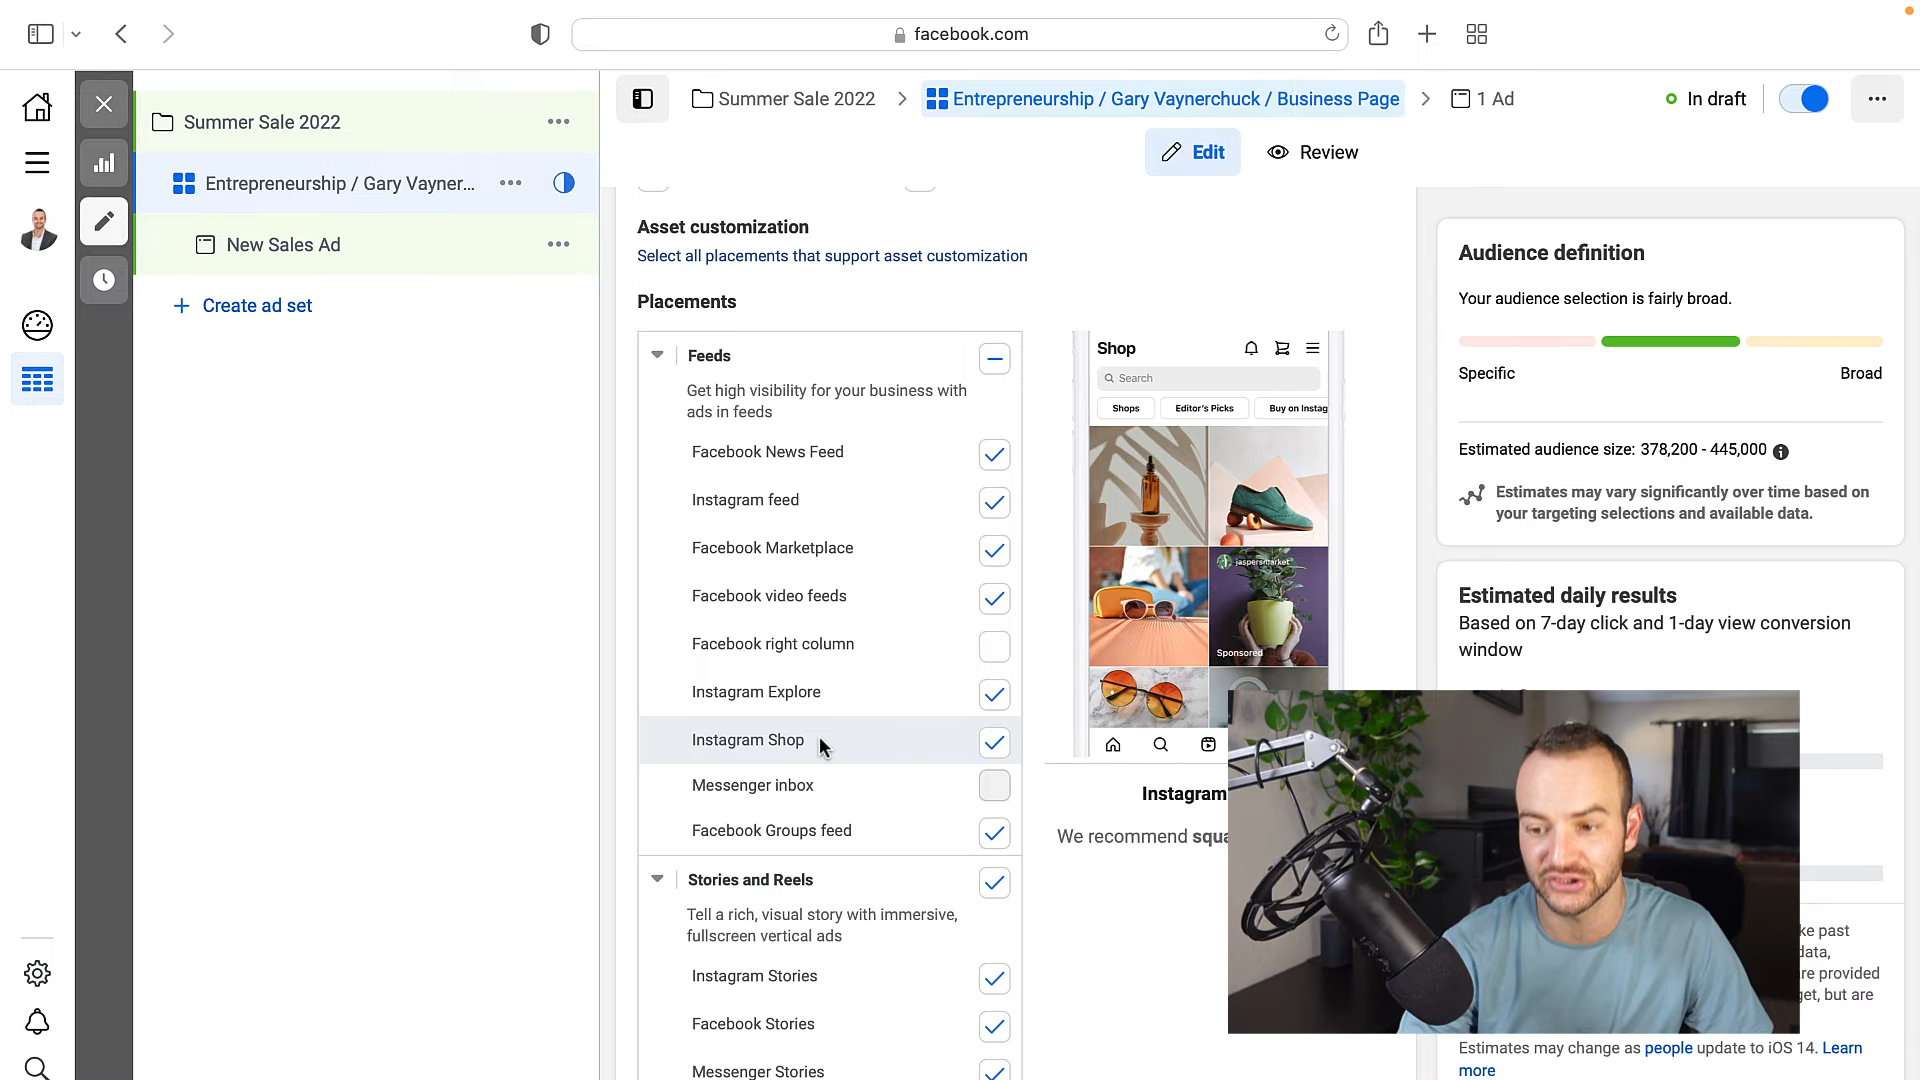 facebook.com
Summer Sale 2022
Entrepreneurship / Gary Vayner...
New Sales Ad
Create ad set
Summer Sale 2022
Entrepreneurship / Gary Vaynerchuck / Business Page
1 Ad
In draft
Edit
Review
Asset customization
Select all placements that support asset customization
Placements
Feeds
Get high visibility for your business with
ads in feeds
Facebook News Feed
Instagram feed
Facebook Marketplace
Facebook video feeds
Facebook right column
Instagram Explore
Instagram Shop
Messenger inbox
Facebook Groups feed
Stories and Reels
Tell a rich, visual story with immersive,
fullscreen vertical ads
Instagram Stories
Facebook Stories
Messenger Stories
Shop
Search
Shops
Editor's Picks
Buy on Instag
jaspersmarket
Sponsored
Instagram
We recommend squa
Audience definition
Your audience selection is fairly broad.
Specific
Broad
Estimated audience size: 378,200 - 445,000
Estimates may vary significantly over time based on
your targeting selections and available data.
Estimated daily results
Based on 7-day click and 1-day view conversion
window
ke past
data,
re provided
get, but are
Estimates may change as people update to iOS 14. Learn
more